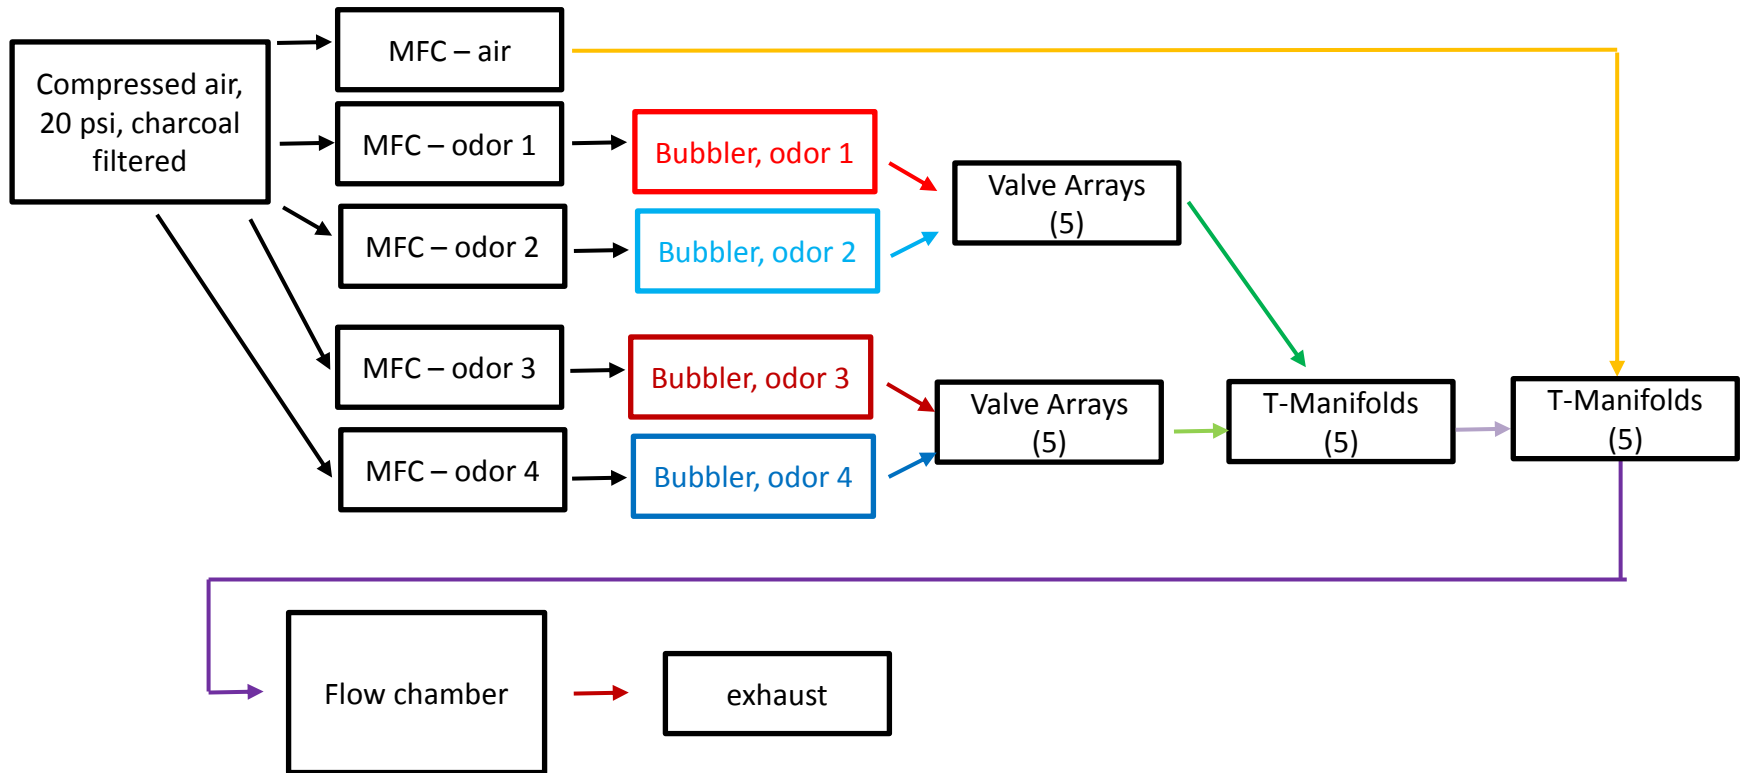 Compressed air,
20 psi, charcoal
filtered
MFC – air
MFC – odor 1
MFC – odor 2
MFC – odor 3
MFC – odor 4
Bubbler, odor 1
Bubbler, odor 2
Bubbler, odor 3
Bubbler, odor 4
Valve Arrays
(5)
Valve Arrays
(5)
T-Manifolds
(5)
T-Manifolds
(5)
Flow chamber
exhaust